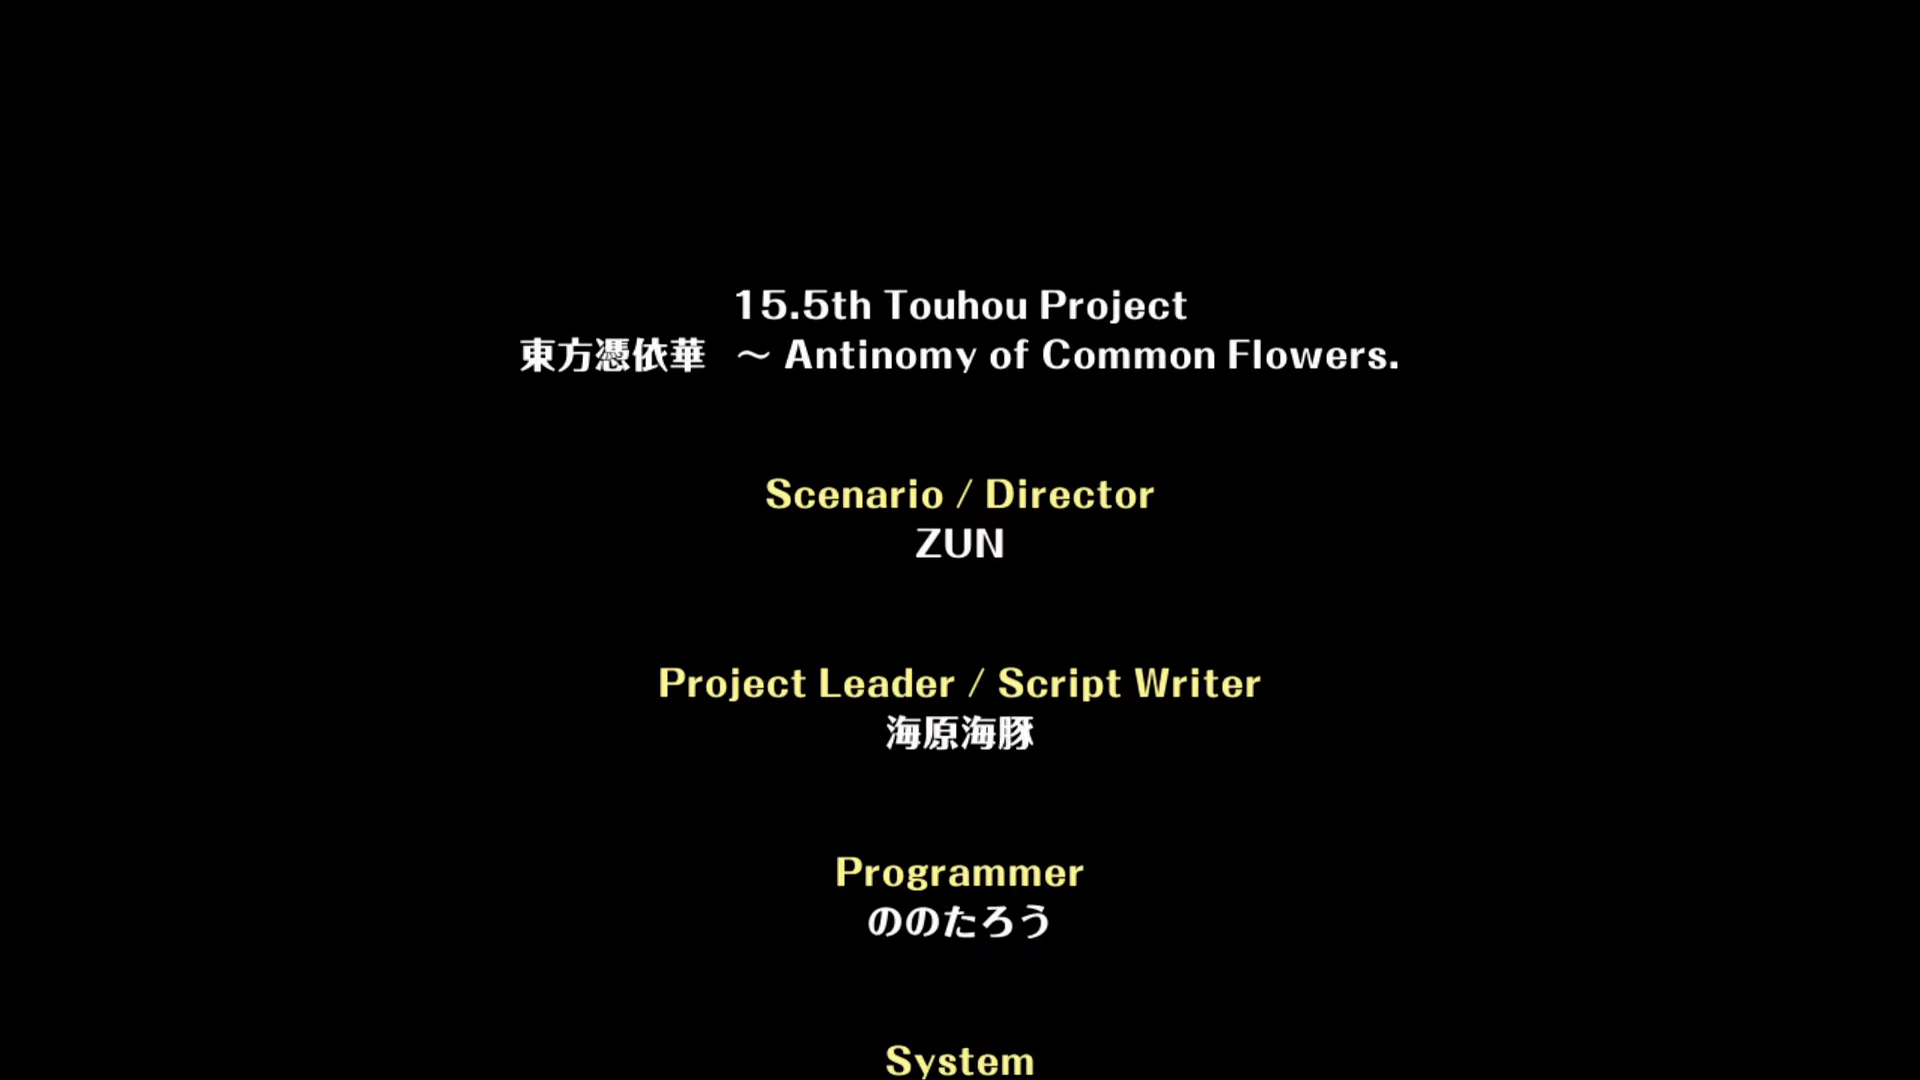 15.5th Touhou Project
東方憑依華　～ Antinomy of Common Flowers.
Scenario / Director
ZUN
Project Leader / Script Writer
海原海豚
Programmer
ののたろう
System